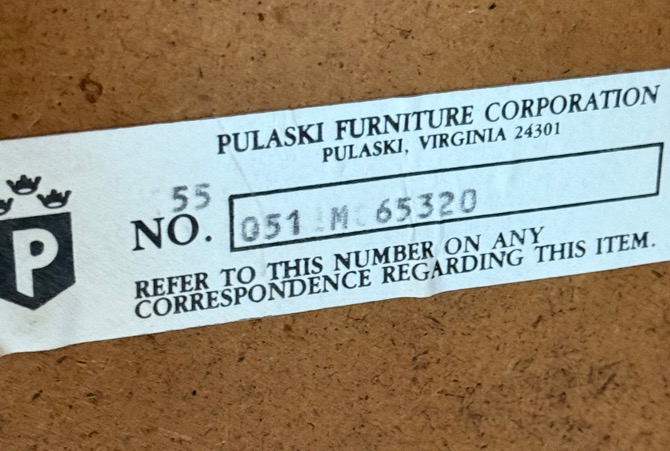 PULASKI FURNITURE CORPORATION
PULASKI, VIRGINIA 24301
55
NO. 051 M 65320
REFER TO THIS NUMBER ON ANY
CORRESPONDENCE REGARDING THIS ITEM.
P